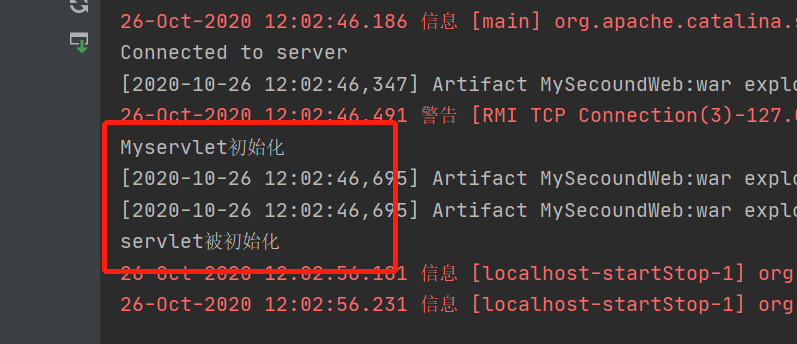 26-Oct-2020 12:02:46.186 信息 [main] org.apache.catalina.s
Connected to server
[2020-10-26 12:02:46,347] Artifact MySecoundWeb:war explo
26-Oct-2020 12:02:46.491 警告 [RMI TCP Connection(3)-127.0
Myservlet初始化
[2020-10-26 12:02:46,695] Artifact MySecoundWeb:war explo
[2020-10-26 12:02:46,695] Artifact MySecoundWeb:war explo
servlet被初始化
26-Oct-2020 12:02:56.181 信息 [localhost-startStop-1] org
26-Oct-2020 12:02:56.231 信息 [localhost-startStop-1] org